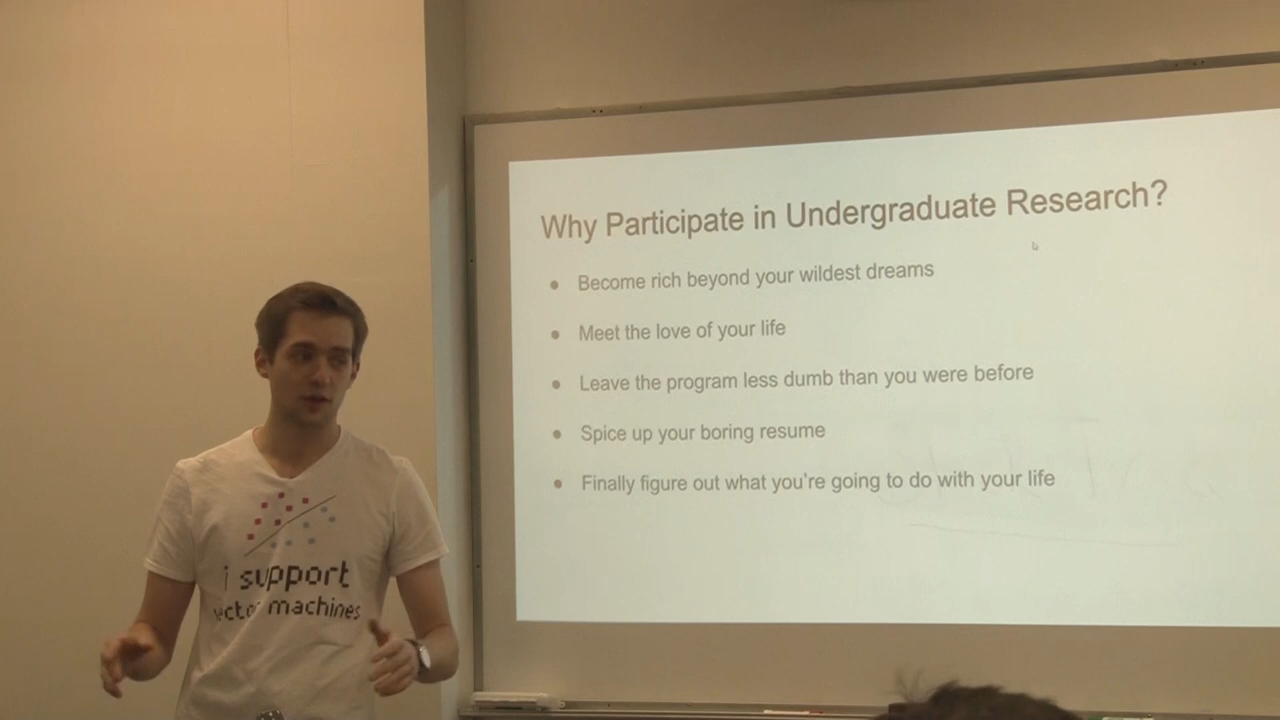 Why Participate in Undergraduate Research?
● Become rich beyond your wildest dreams
● Meet the love of your life
● Leave the program less dumb than you were before
● Spice up your boring resume
● Finally figure out what you're going to do with your life
i support
vector machines